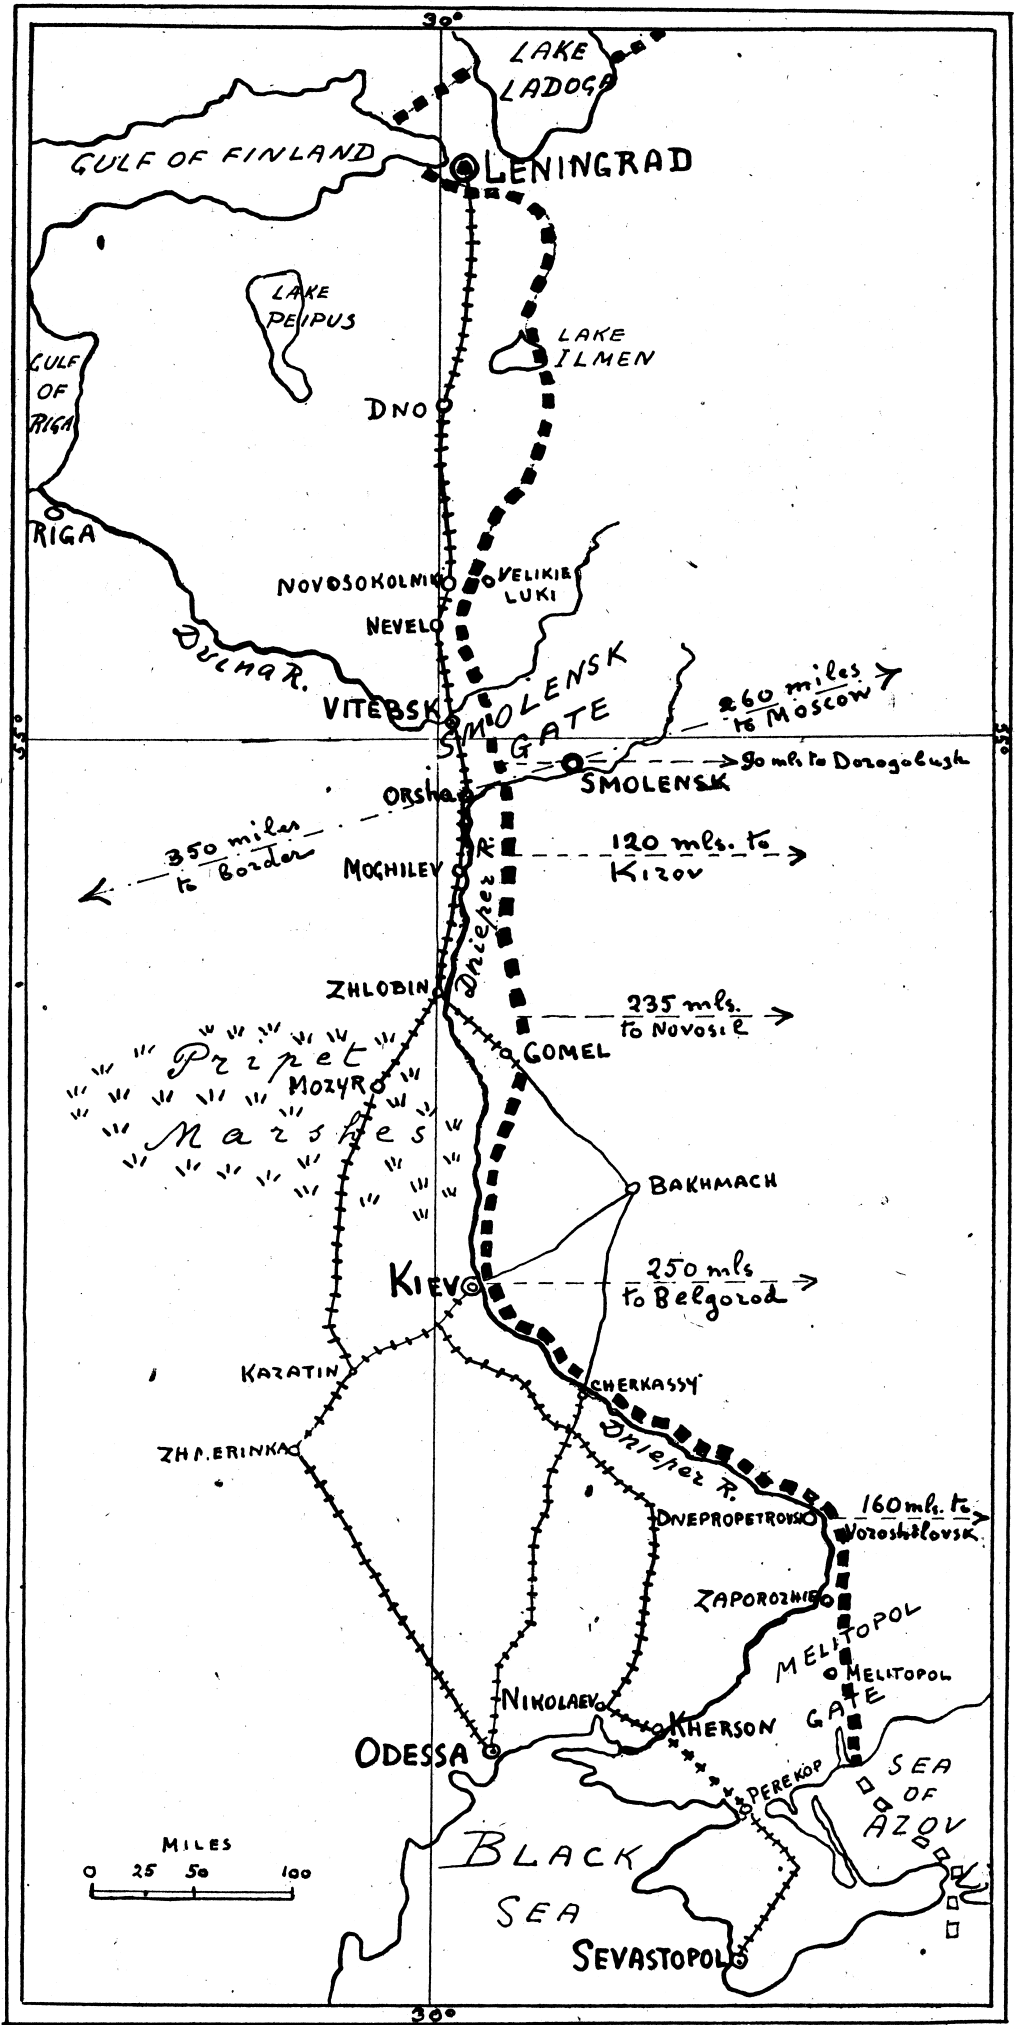 30°
LAKE
LADOGA
GULF OF FINLAND
LENINGRAD
LAKE
PEIPUS
LAKE
ILMEN
GULF
OF
RIGA
DNO
RIGA
NOVOSOKOLNIK
VELIKIE
LUKI
NEVEL
DVINA R.
VITEBSK
SMOLENSK
GATE
260 miles
to Moscow
55°
55°
90 mls to Dorogobush
SMOLENSK
ORSHA
350 miles
to Border
MOGHILEV
Dnieper R.
120 mls. to
Kirov
ZHLOBIN
235 mls.
to Novosil
GOMEL
Pripet
MOZYR
Marshes
BAKHMACH
KIEV
250 mls
to Belgorod
KAZATIN
CHERKASSY
DNIEPER R.
ZHMERINKA
160 mls. to
Voroshilovsk
DNEPROPETROVSK
ZAPOROZHIE
MELITOPOL
MELITOPOL
GATE
NIKOLAEV
KHERSON
ODESSA
PEREKOP
SEA
OF
AZOV
MILES
0 25 50 100
BLACK
SEA
SEVASTOPOL
30°